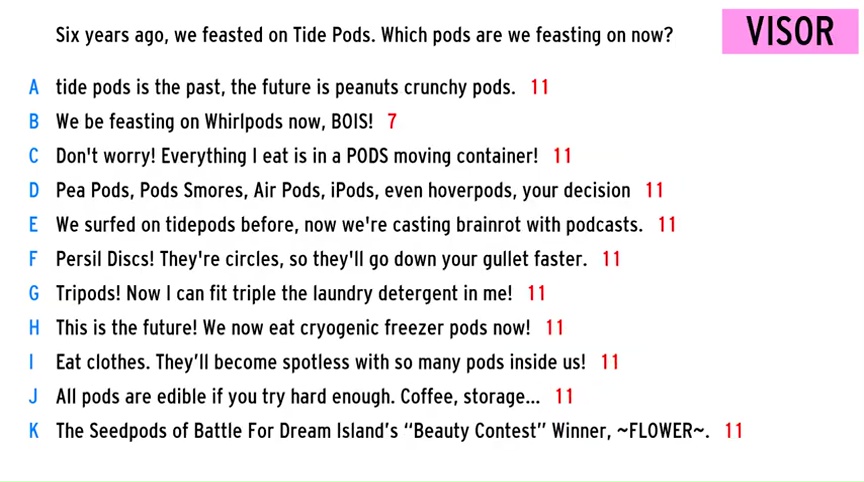 Six years ago, we feasted on Tide Pods. Which pods are we feasting on now?
VISOR
A tide pods is the past, the future is peanuts crunchy pods. 11
B We be feasting on Whirlpods now, BOIS! 7
C Don't worry! Everything I eat is in a PODS moving container! 11
D Pea Pods, Pods Smores, Air Pods, iPods, even hoverpods, your decision 11
E We surfed on tidepods before, now we're casting brainrot with podcasts. 11
F Persil Discs! They're circles, so they'll go down your gullet faster. 11
G Tripods! Now I can fit triple the laundry detergent in me! 11
H This is the future! We now eat cryogenic freezer pods now! 11
I Eat clothes. They’ll become spotless with so many pods inside us! 11
J All pods are edible if you try hard enough. Coffee, storage... 11
K The Seedpods of Battle For Dream Island’s “Beauty Contest” Winner, ~FLOWER~. 11